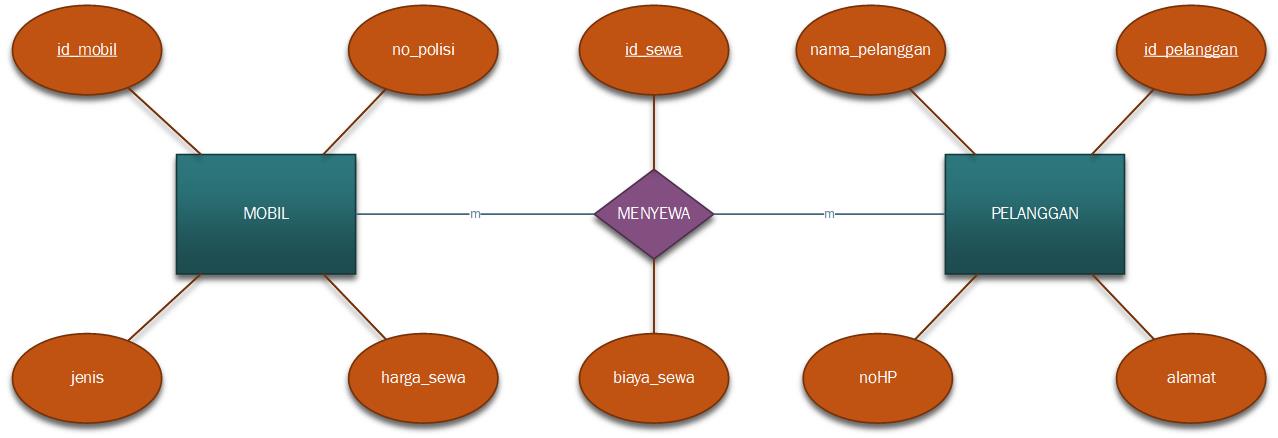 id_mobil
no_polisi
id_sewa
nama_pelanggan
id_pelanggan
MOBIL
m
MENYEWA
m
PELANGGAN
jenis
harga_sewa
biaya_sewa
noHP
alamat